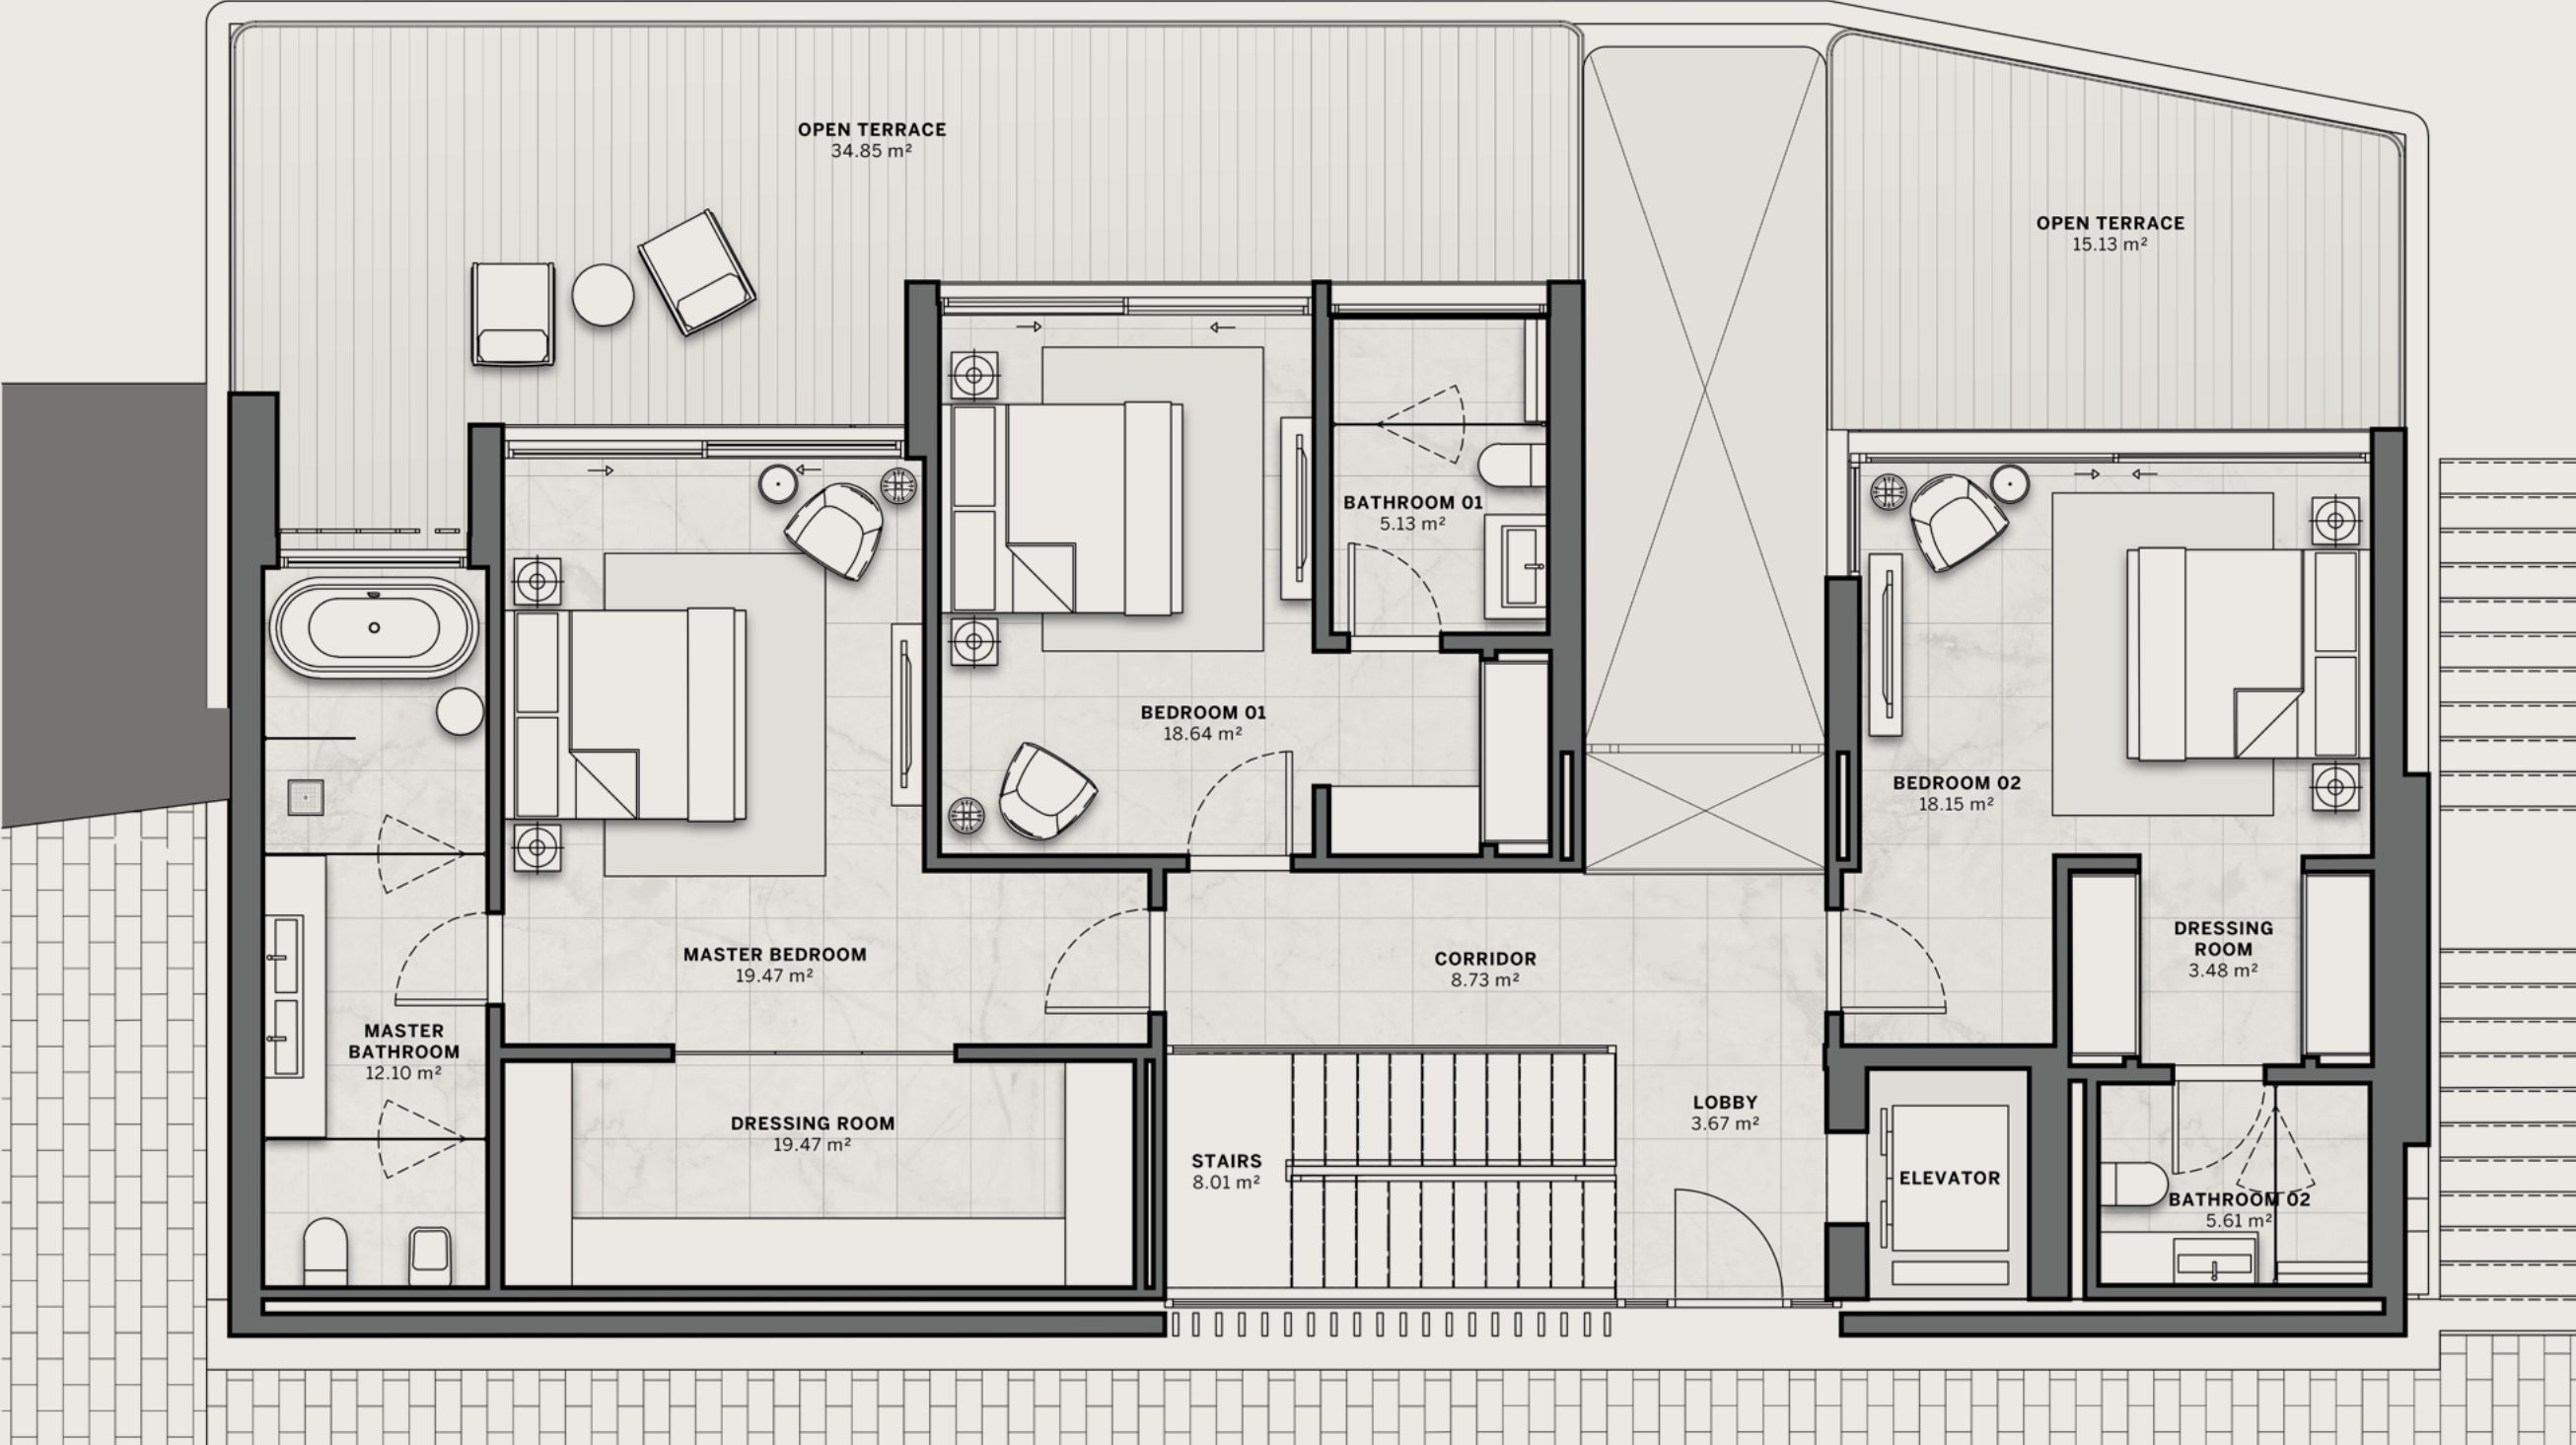 OPEN TERRACE
34.85 m²
OPEN TERRACE
15.13 m²
BATHROOM 01
5.13 m²
BEDROOM 01
18.64 m²
BEDROOM 02
18.15 m²
MASTER BEDROOM
19.47 m²
CORRIDOR
8.73 m²
DRESSING
ROOM
3.48 m²
MASTER
BATHROOM
12.10 m²
DRESSING ROOM
19.47 m²
LOBBY
3.67 m²
STAIRS
8.01 m²
ELEVATOR
BATHROOM 02
5.61 m²